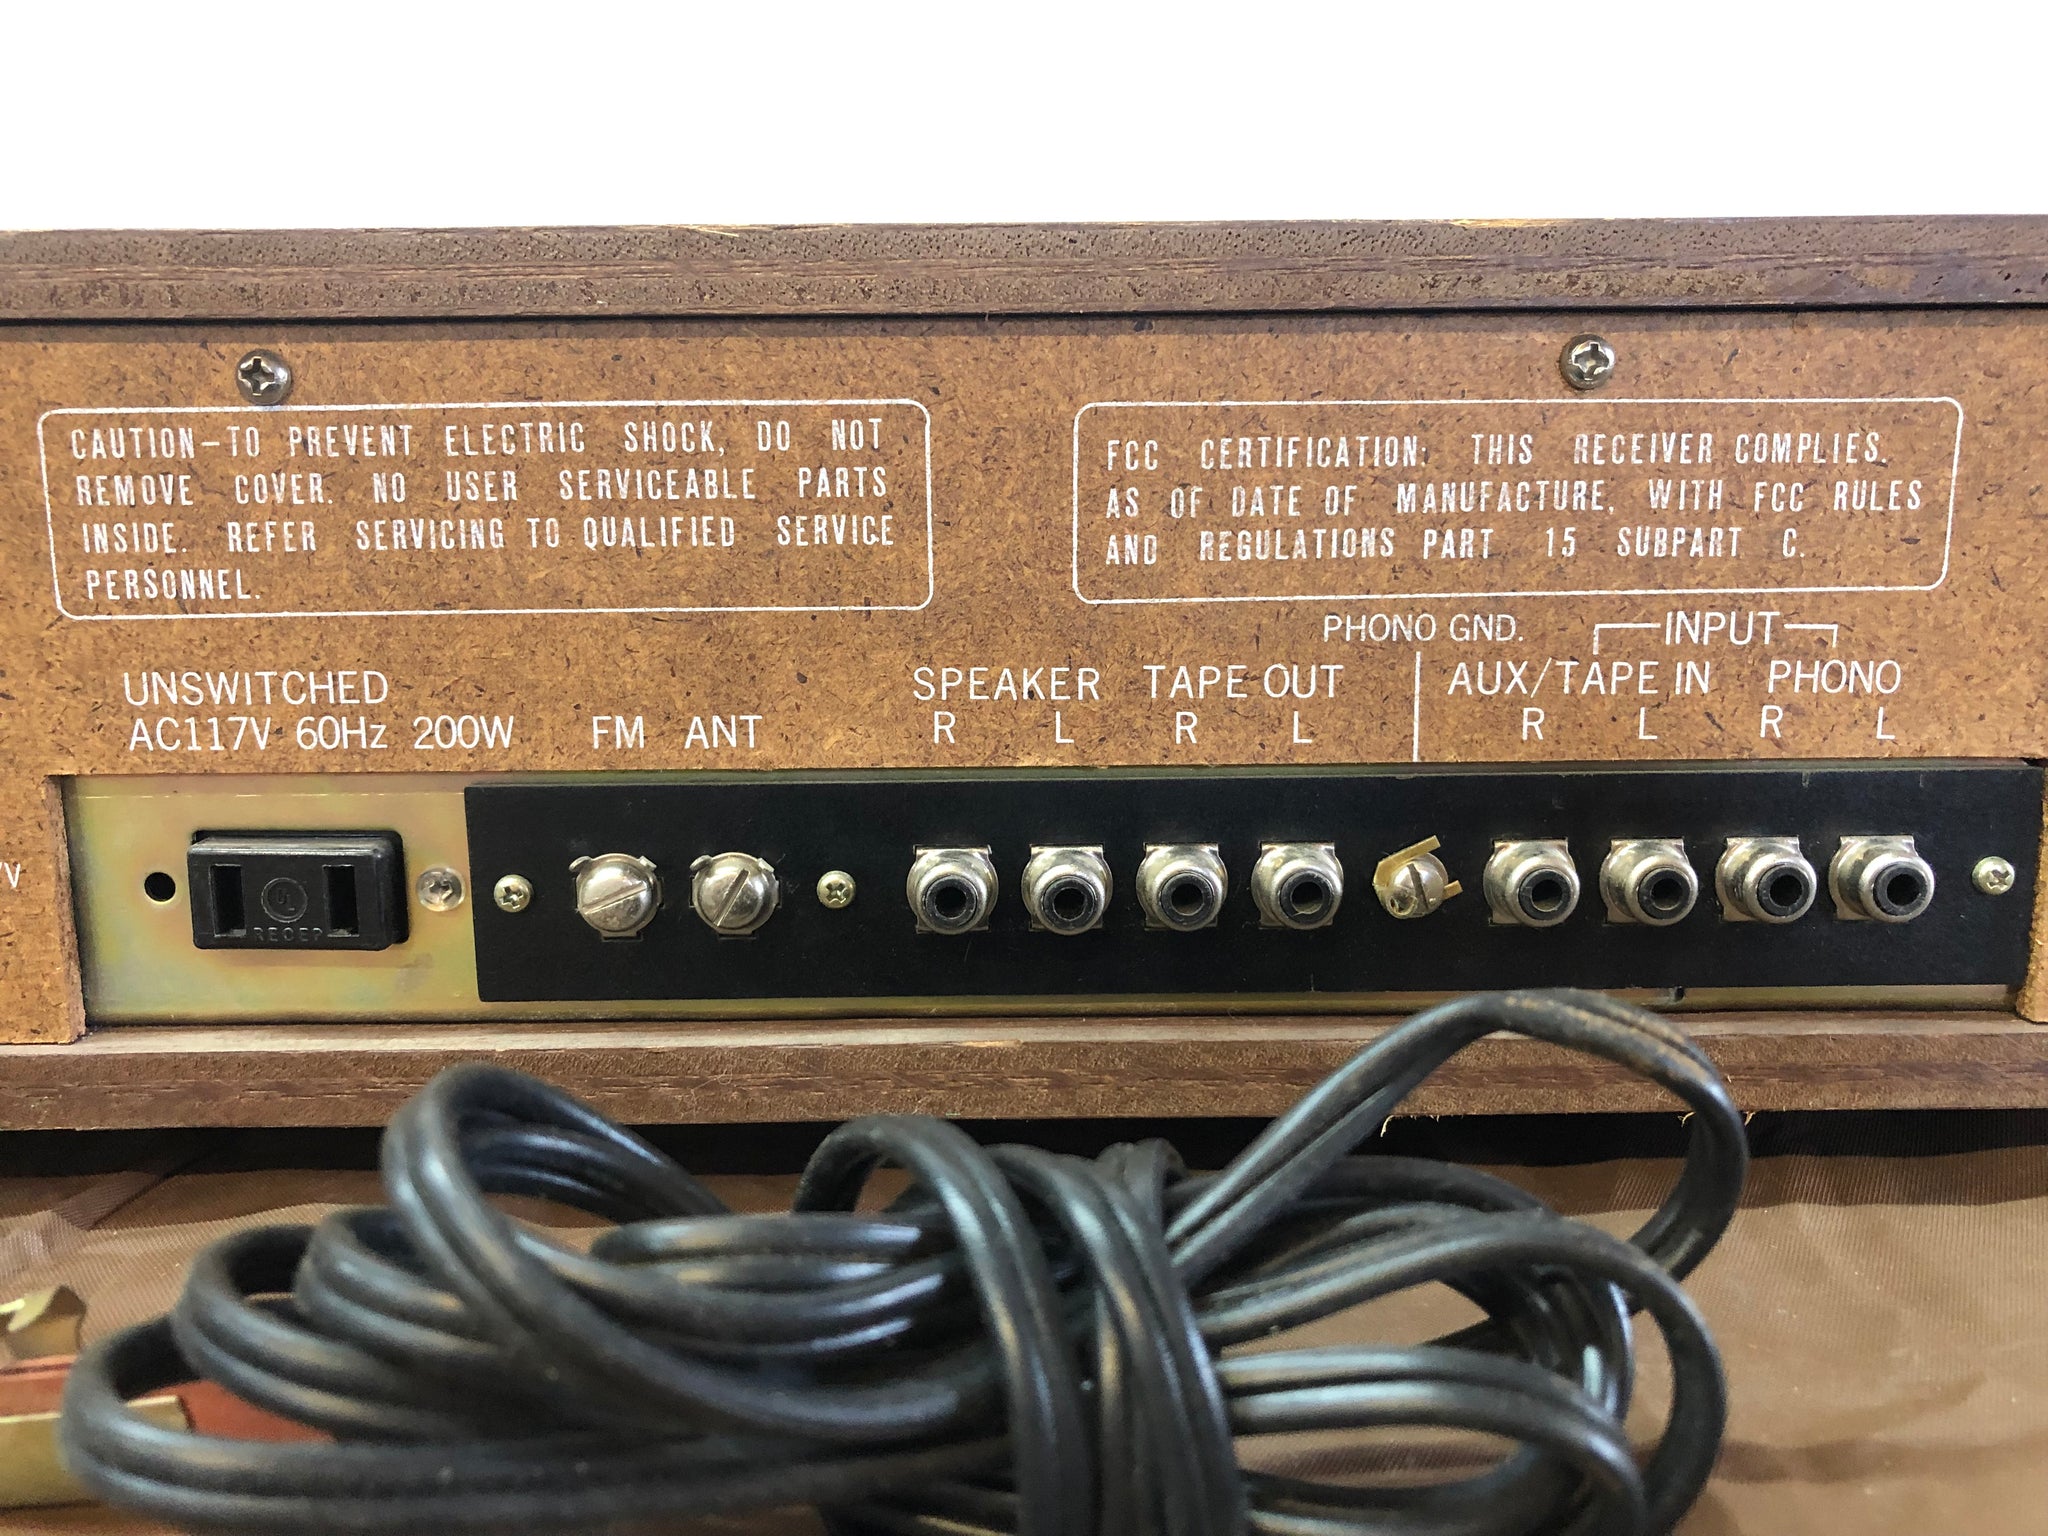 CAUTION-TO PREVENT ELECTRIC SHOCK, DO NOT
REMOVE COVER. NO USER SERVICEABLE PARTS
INSIDE. REFER SERVICING TO QUALIFIED SERVICE
PERSONNEL.
FCC CERTIFICATION: THIS RECEIVER COMPLIES.
AS OF DATE OF MANUFACTURE, WITH FCC RULES
AND REGULATIONS PART 15 SUBPART C.
UNSWITCHED
AC117V 60Hz 200W
FM ANT
SPEAKER
R L
TAPE OUT
R L
PHONO GND.
INPUT
AUX/TAPE IN
R L
PHONO
R L
UL
RECEP